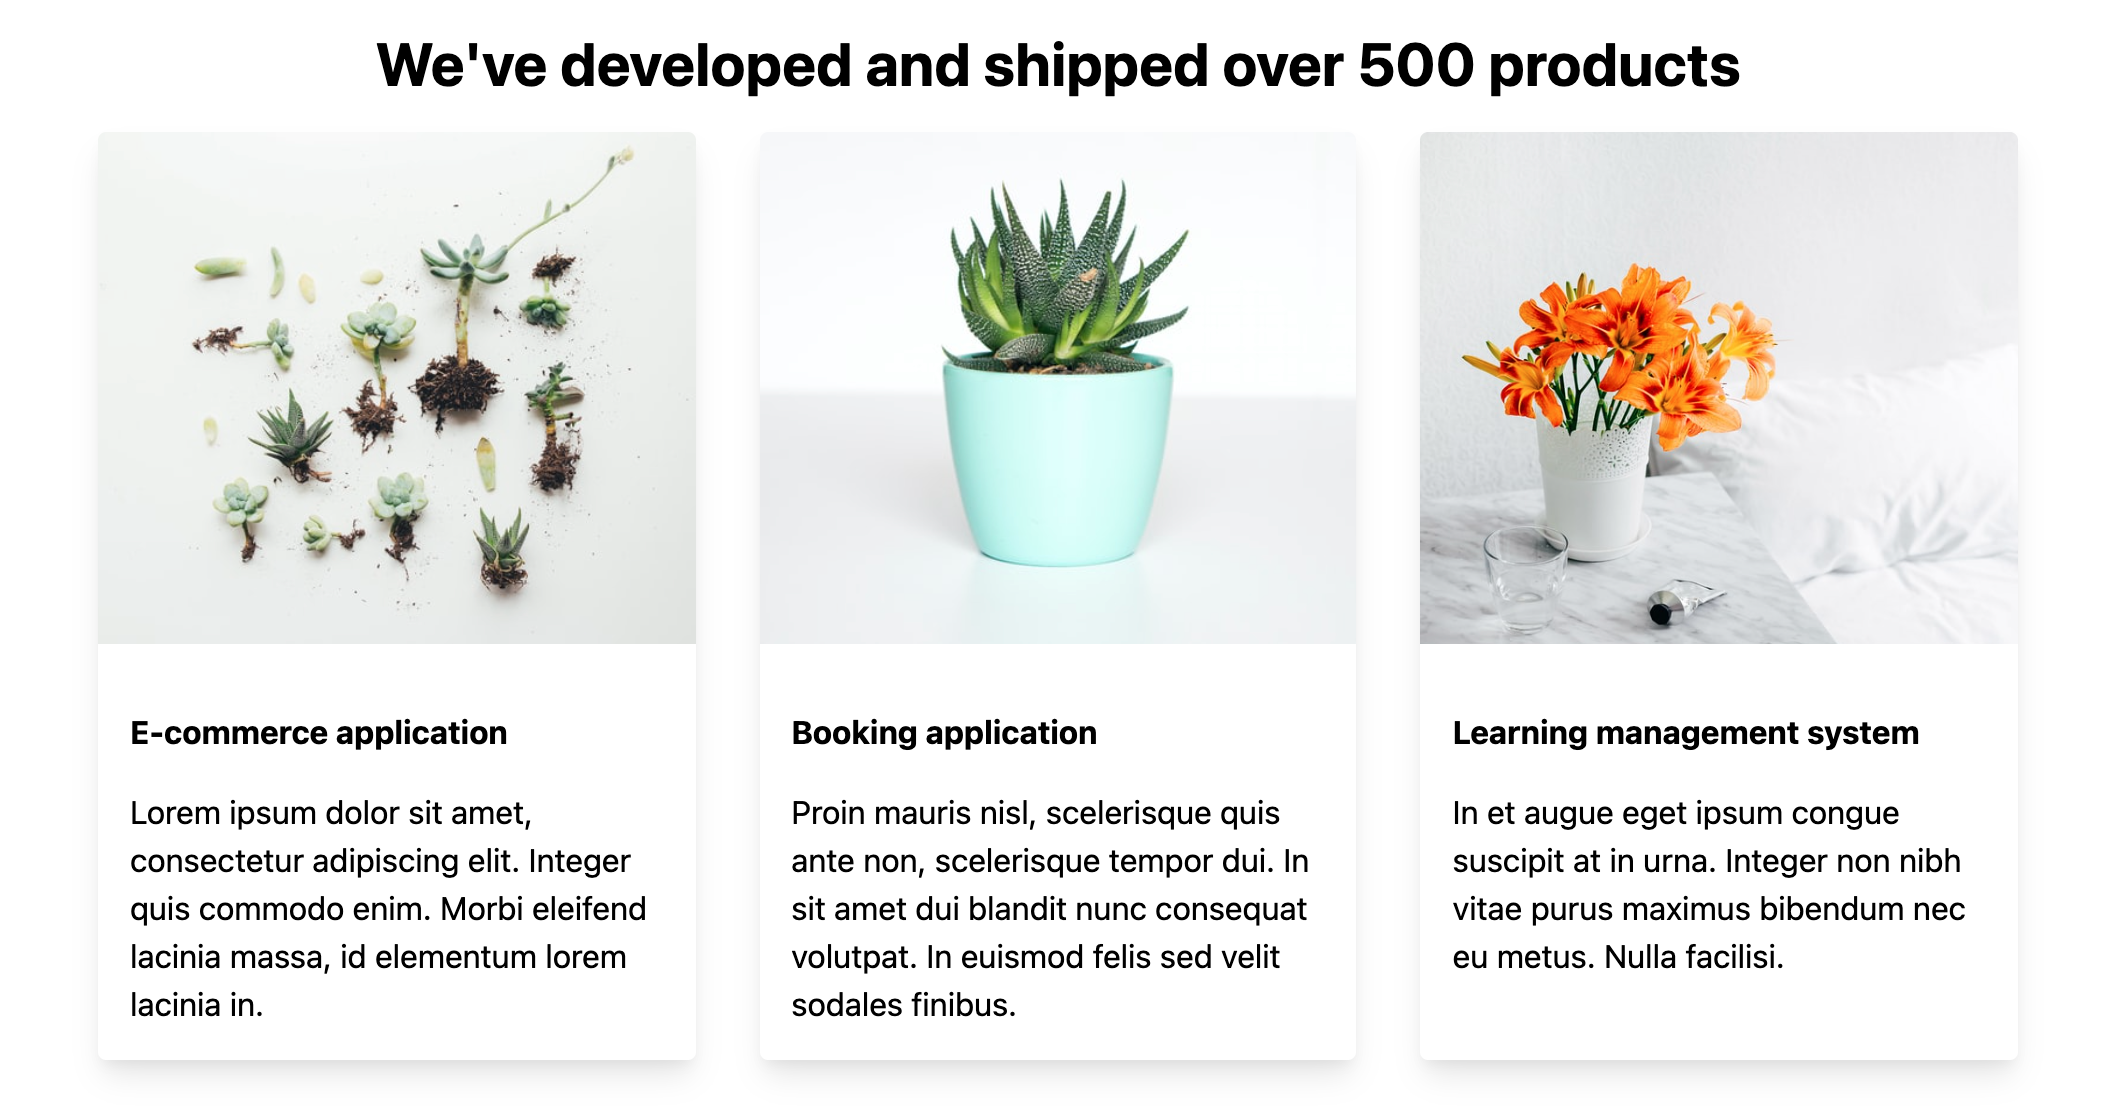 We've developed and shipped over 500 products
E-commerce application
Lorem ipsum dolor sit amet,
consectetur adipiscing elit. Integer
quis commodo enim. Morbi eleifend
lacinia massa, id elementum lorem
lacinia in.
Booking application
Proin mauris nisl, scelerisque quis
ante non, scelerisque tempor dui. In
sit amet dui blandit nunc consequat
volutpat. In euismod felis sed velit
sodales finibus.
Learning management system
In et augue eget ipsum congue
suscipit at in urna. Integer non nibh
vitae purus maximus bibendum nec
eu metus. Nulla facilisi.